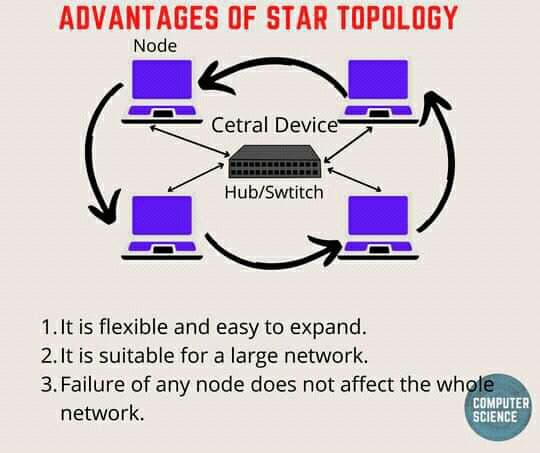 ADVANTAGES OF STAR TOPOLOGY
Node
Cetral Device
Hub/Swtitch
1. It is flexible and easy to expand.
2. It is suitable for a large network.
3. Failure of any node does not affect the whole
network.
COMPUTER
SCIENCE